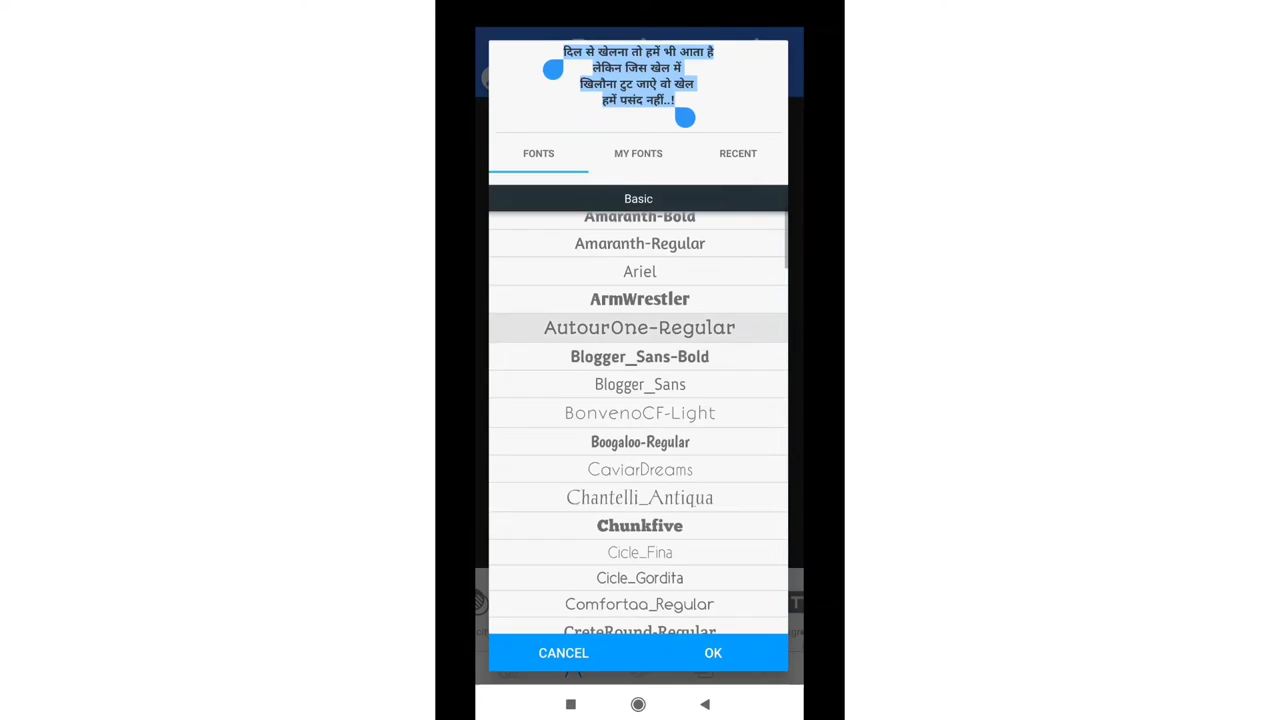 दिल से खेलना तो हमें भी आता है
लेकिन जिस खेल में
खिलौना टुट जाऐ वो खेल
हमें पसंद नहीं..!
FONTS
MY FONTS
RECENT
Basic
Amaranth-Bold
Amaranth-Regular
Ariel
ArmWrestler
AutourOne-Regular
Blogger_Sans-Bold
Blogger_Sans
BonvenoCF-Light
Boogaloo-Regular
CaviarDreams
Chantelli_Antiqua
Chunkfive
Cicle_Fina
Cicle_Gordita
Comfortaa_Regular
CreteRound-Regular
CANCEL
OK